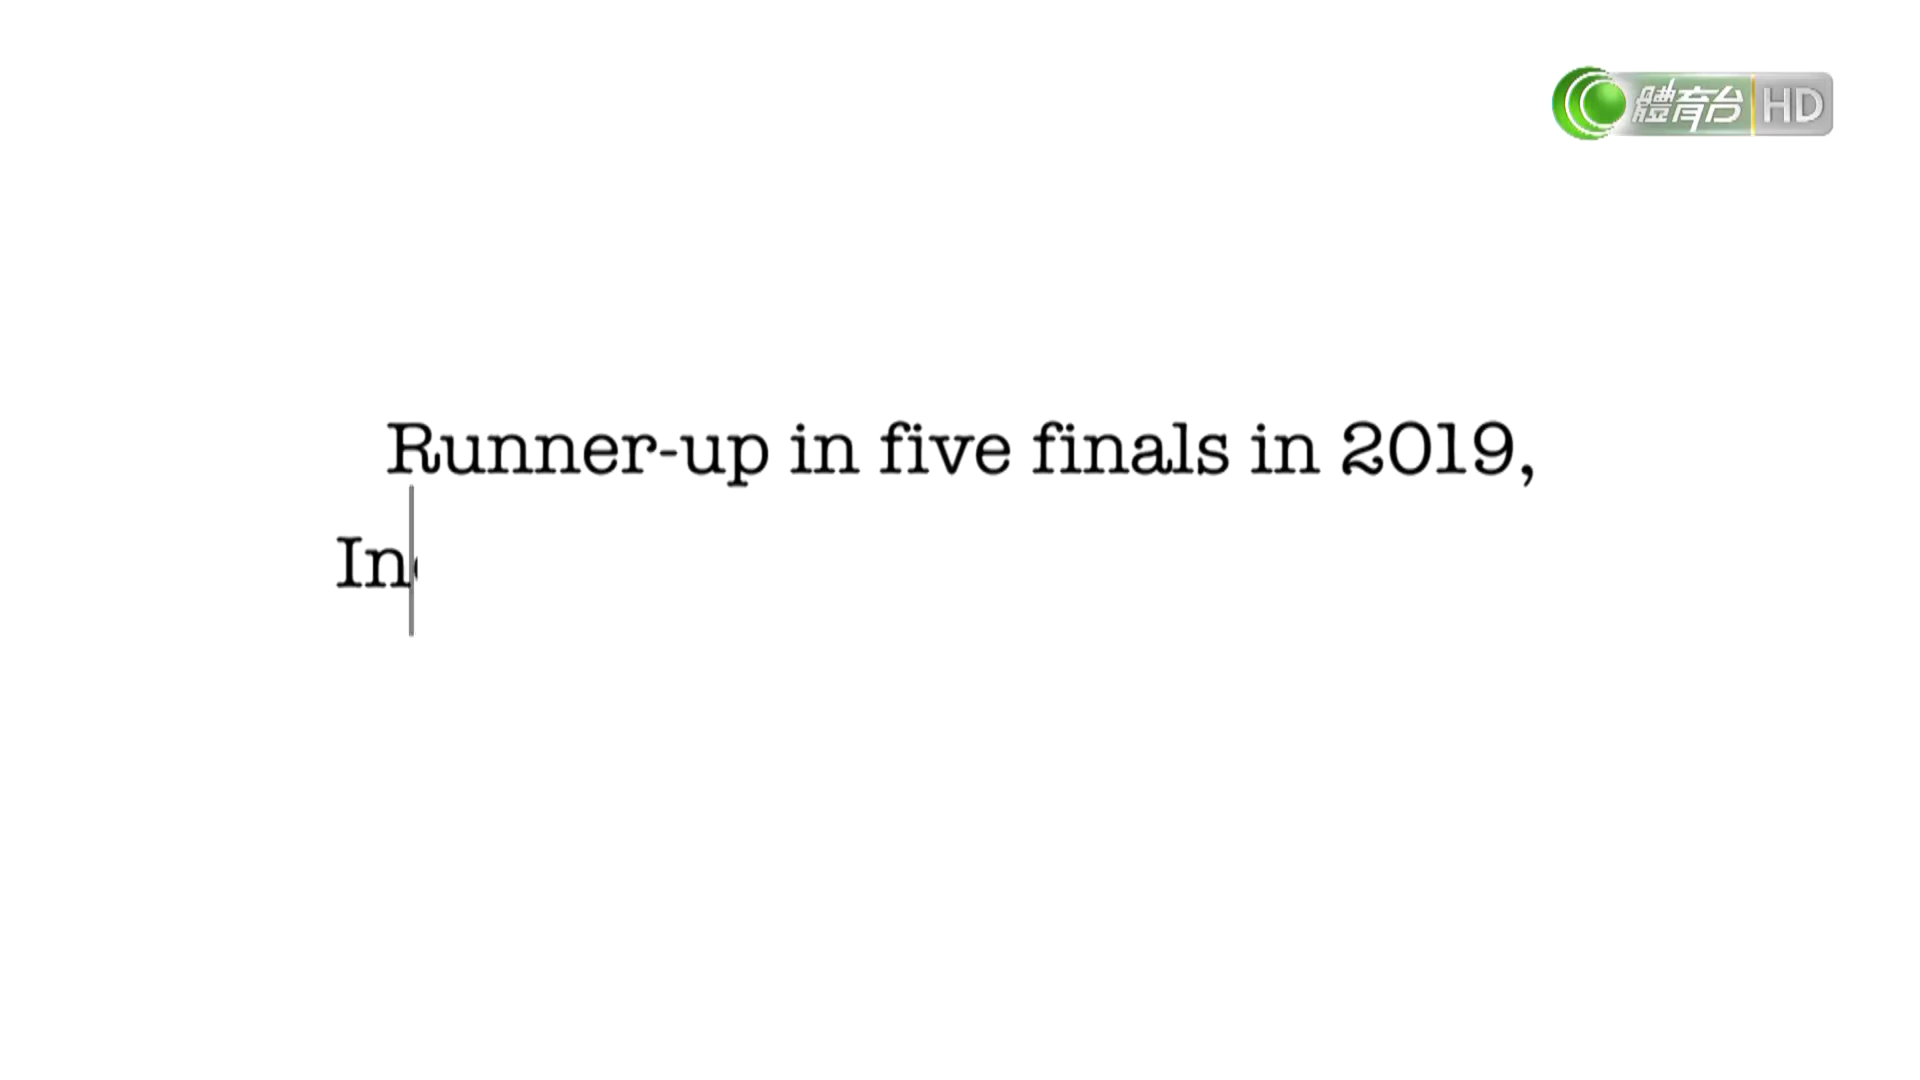 體育台 HD
Runner-up in five finals in 2019,
In